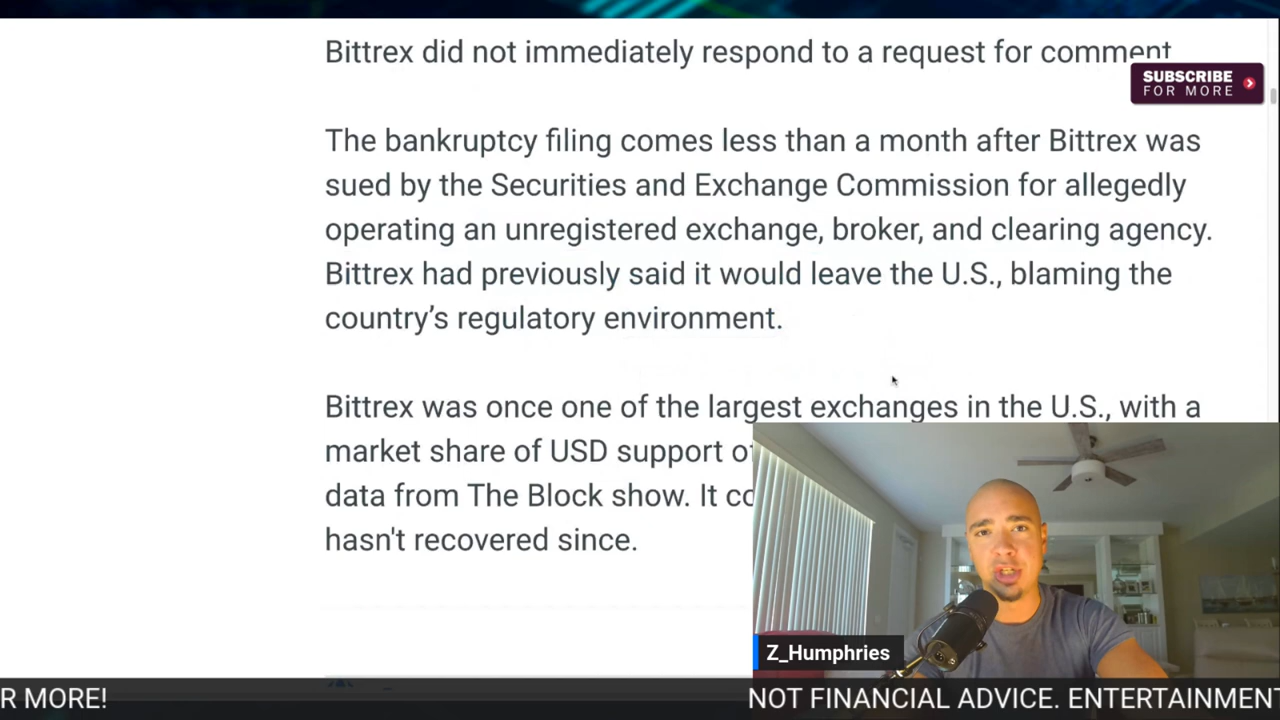 Bittrex did not immediately respond to a request for comment
SUBSCRIBE
FOR MORE
The bankruptcy filing comes less than a month after Bittrex was
sued by the Securities and Exchange Commission for allegedly
operating an unregistered exchange, broker, and clearing agency.
Bittrex had previously said it would leave the U.S., blaming the
country's regulatory environment.
Bittrex was once one of the largest exchanges in the U.S., with a
market share of USD support
data from The Block show. It
hasn't recovered since.
Z_Humphries
R MORE!
NOT FINANCIAL ADVICE. ENTERTAINMENT